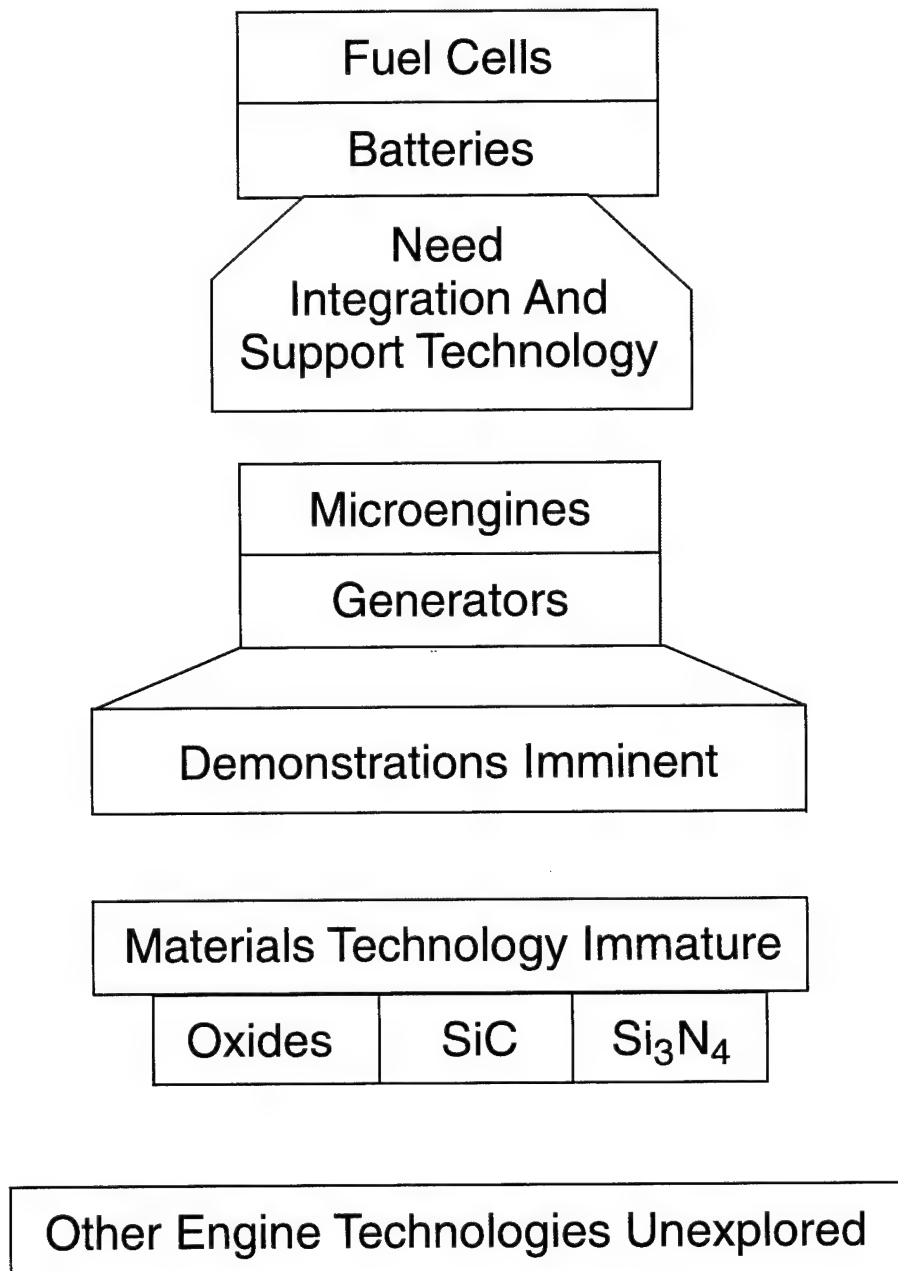 Fuel Cells
Batteries
Need
Integration And
Support Technology
Microengines
Generators
Demonstrations Imminent
Materials Technology Immature
Oxides SiC Si₃N₄
Other Engine Technologies Unexplored